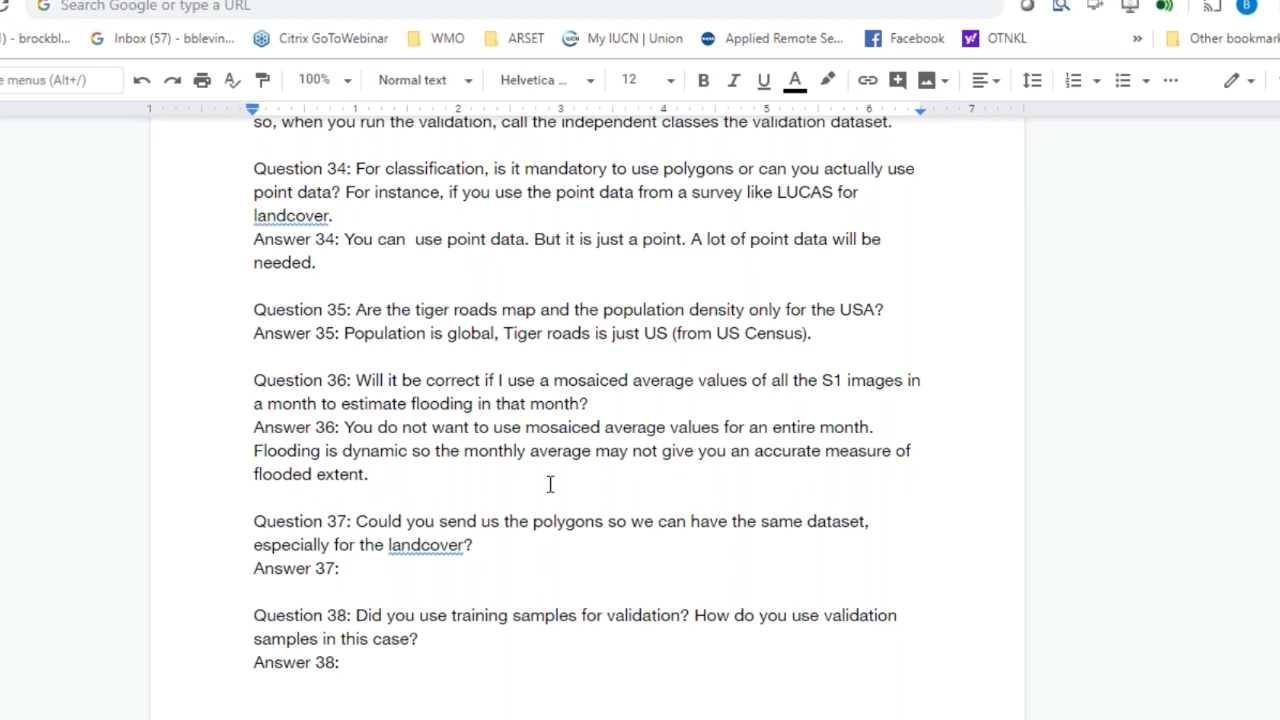 Search Google or type a URL
B
) - brockbl...
Inbox (57) - bblevin...
Citrix GoToWebinar
WMO
ARSET
My IUCN | Union
Applied Remote Se...
Facebook
OTNKL
»
Other bookmark
e menus (Alt+/)
100%
Normal text
Helvetica ...
12
B I U A
1 1 2 3 4 5 6 7
so, when you run the validation, call the independent classes the validation dataset.
Question 34: For classification, is it mandatory to use polygons or can you actually use
point data? For instance, if you use the point data from a survey like LUCAS for
landcover.
Answer 34: You can  use point data. But it is just a point. A lot of point data will be
needed.
Question 35: Are the tiger roads map and the population density only for the USA?
Answer 35: Population is global, Tiger roads is just US (from US Census).
Question 36: Will it be correct if I use a mosaiced average values of all the S1 images in
a month to estimate flooding in that month?
Answer 36: You do not want to use mosaiced average values for an entire month.
Flooding is dynamic so the monthly average may not give you an accurate measure of
flooded extent.
Question 37: Could you send us the polygons so we can have the same dataset,
especially for the landcover?
Answer 37:
Question 38: Did you use training samples for validation? How do you use validation
samples in this case?
Answer 38: